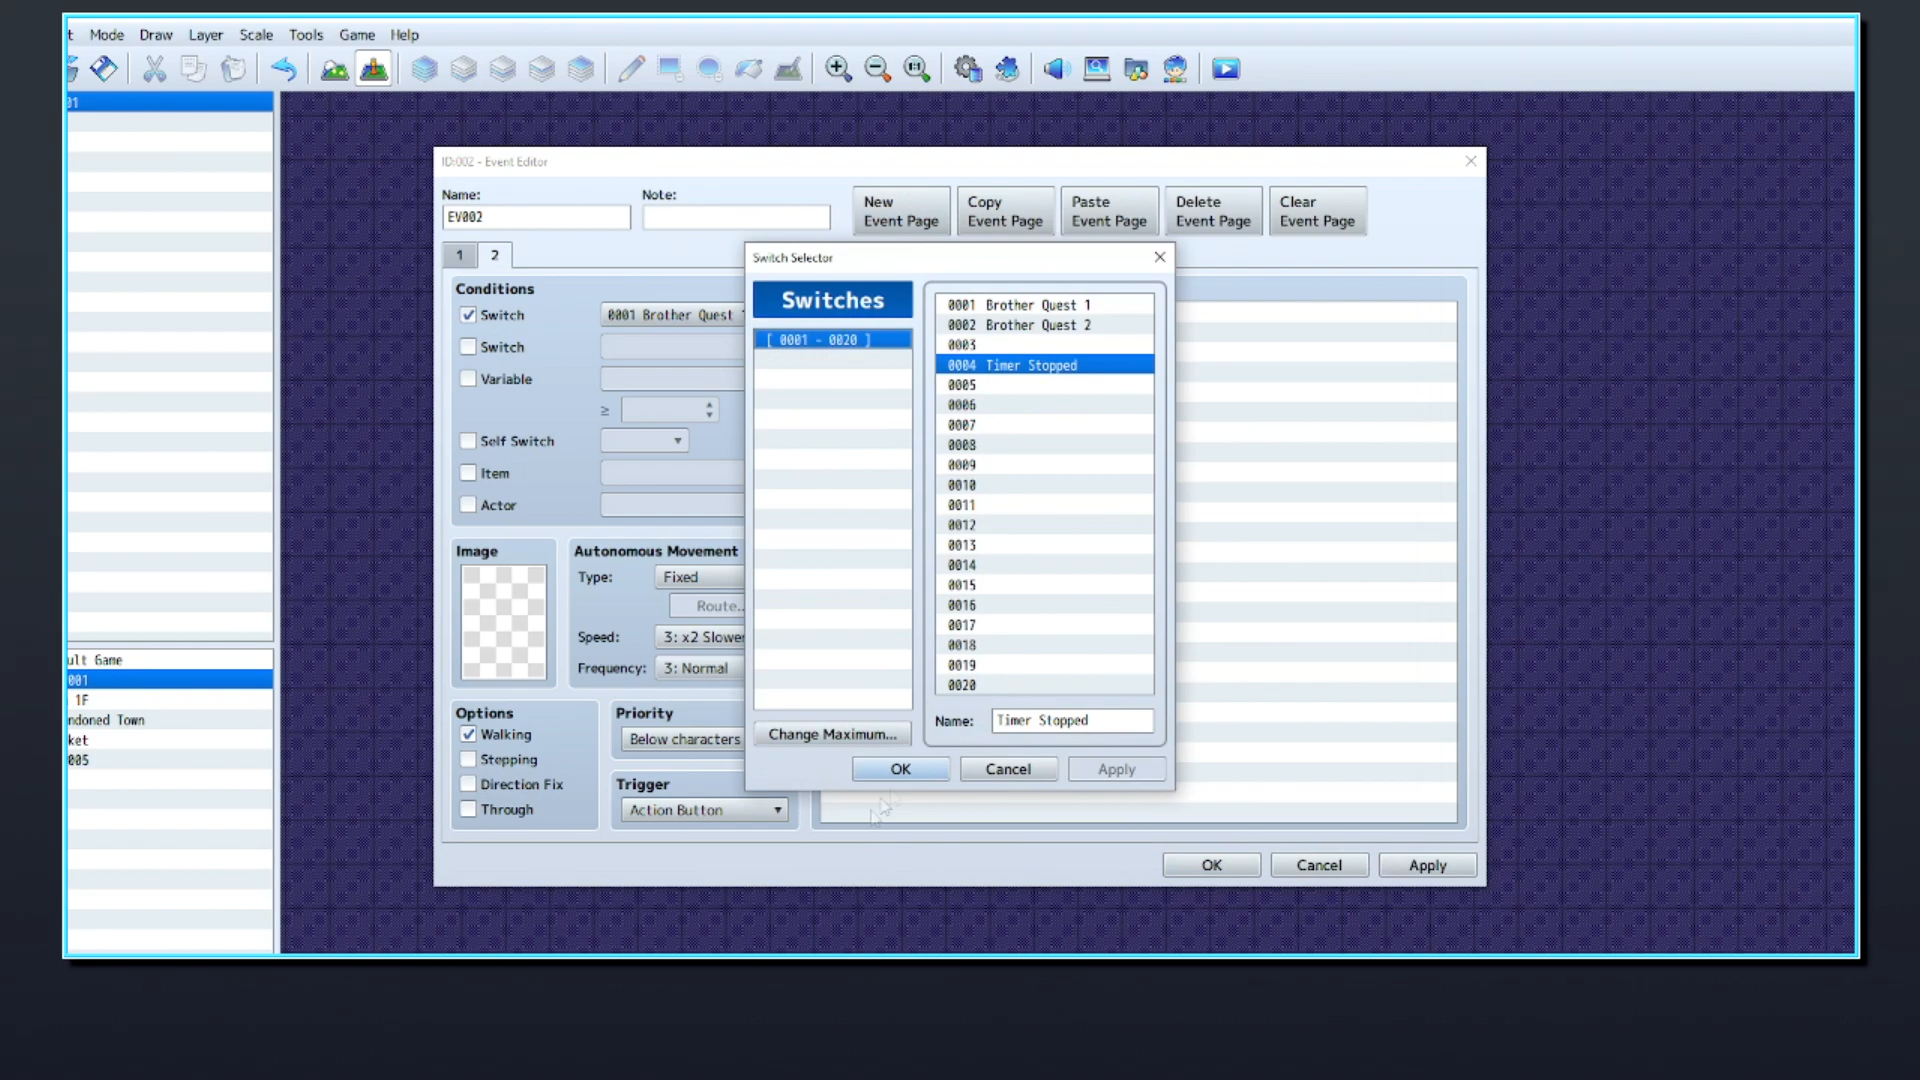 t Mode Draw Layer Scale Tools Game Help
01
ID:002 - Event Editor
Name:
Note:
EV002
New Event Page
Copy Event Page
Paste Event Page
Delete Event Page
Clear Event Page
1 2
Conditions
Switch 0001 Brother Quest
Switch
Variable
≥
Self Switch
Item
Actor
Image
Autonomous Movement
Type: Fixed
Route..
Speed: 3: x2 Slower
Frequency: 3: Normal
Options
Walking
Stepping
Direction Fix
Through
Priority
Below characters
Trigger
Action Button
Switch Selector
Switches
[ 0001 - 0020 ]
Change Maximum...
0001 Brother Quest 1
0002 Brother Quest 2
0003
0004 Timer Stopped
0005
0006
0007
0008
0009
0010
0011
0012
0013
0014
0015
0016
0017
0018
0019
0020
Name: Timer Stopped
OK Cancel Apply
OK Cancel Apply
ult Game
001
1F
ndoned Town
ket
005